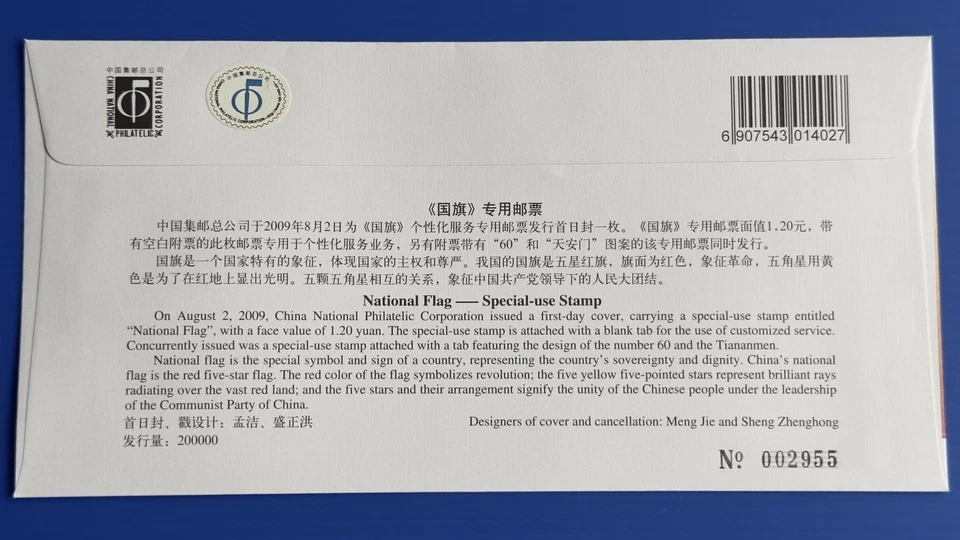 中国集邮总公司
CHINA NATIONAL
PHILATELIC
CORPORATION
中国集邮总公司
6 907543 014027
《国旗》专用邮票
中国集邮总公司于2009年8月2日为《国旗》个性化服务专用邮票发行首日封一枚。《国旗》专用邮票面值1.20元，带
有空白附票的此枚邮票专用于个性化服务业务，另有附票带有“60”和“天安门”图案的该专用邮票同时发行。
国旗是一个国家特有的象征，体现国家的主权和尊严。我国的国旗是五星红旗，旗面为红色，象征革命，五角星用黄
色是为了在红地上显出光明。五颗五角星相互的关系，象征中国共产党领导下的人民大团结。
National Flag — Special-use Stamp
On August 2, 2009, China National Philatelic Corporation issued a first-day cover, carrying a special-use stamp entitled
“National Flag”, with a face value of 1.20 yuan. The special-use stamp is attached with a blank tab for the use of customized service.
Concurrently issued was a special-use stamp attached with a tab featuring the design of the number 60 and the Tiananmen.
National flag is the special symbol and sign of a country, representing the country’s sovereignty and dignity. China’s national
flag is the red five-star flag. The red color of the flag symbolizes revolution; the five yellow five-pointed stars represent brilliant rays
radiating over the vast red land; and the five stars and their arrangement signify the unity of the Chinese people under the leadership
of the Communist Party of China.
首日封、戳设计：孟洁、盛正洪
Designers of cover and cancellation: Meng Jie and Sheng Zhenghong
发行量：200000
№ 002955